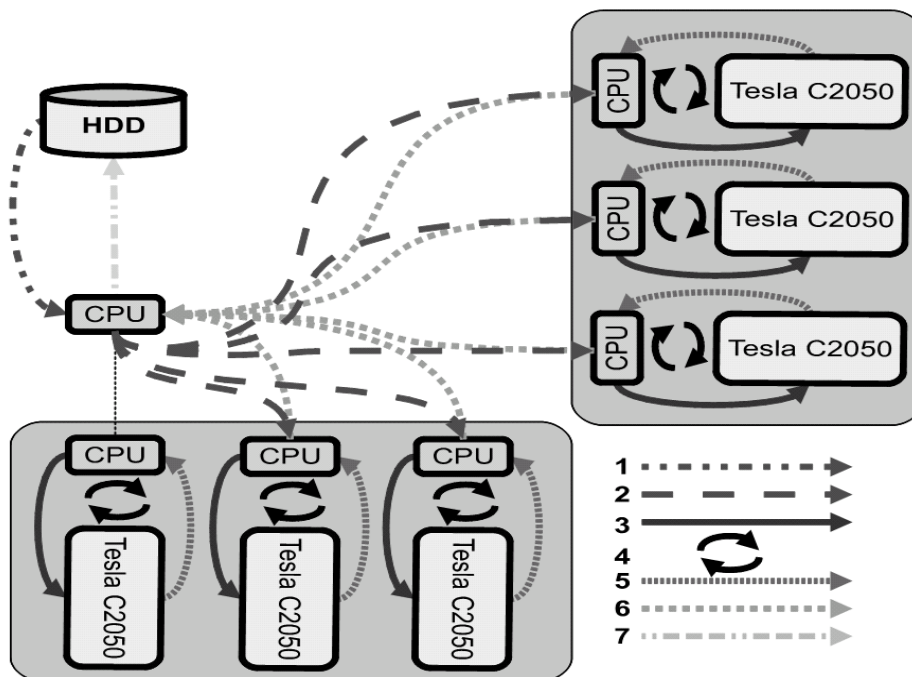 HDD
CPU
CPU
Tesla C2050
CPU
Tesla C2050
CPU
Tesla C2050
CPU
CPU
CPU
Tesla C2050
Tesla C2050
Tesla C2050
1
2
3
4
5
6
7